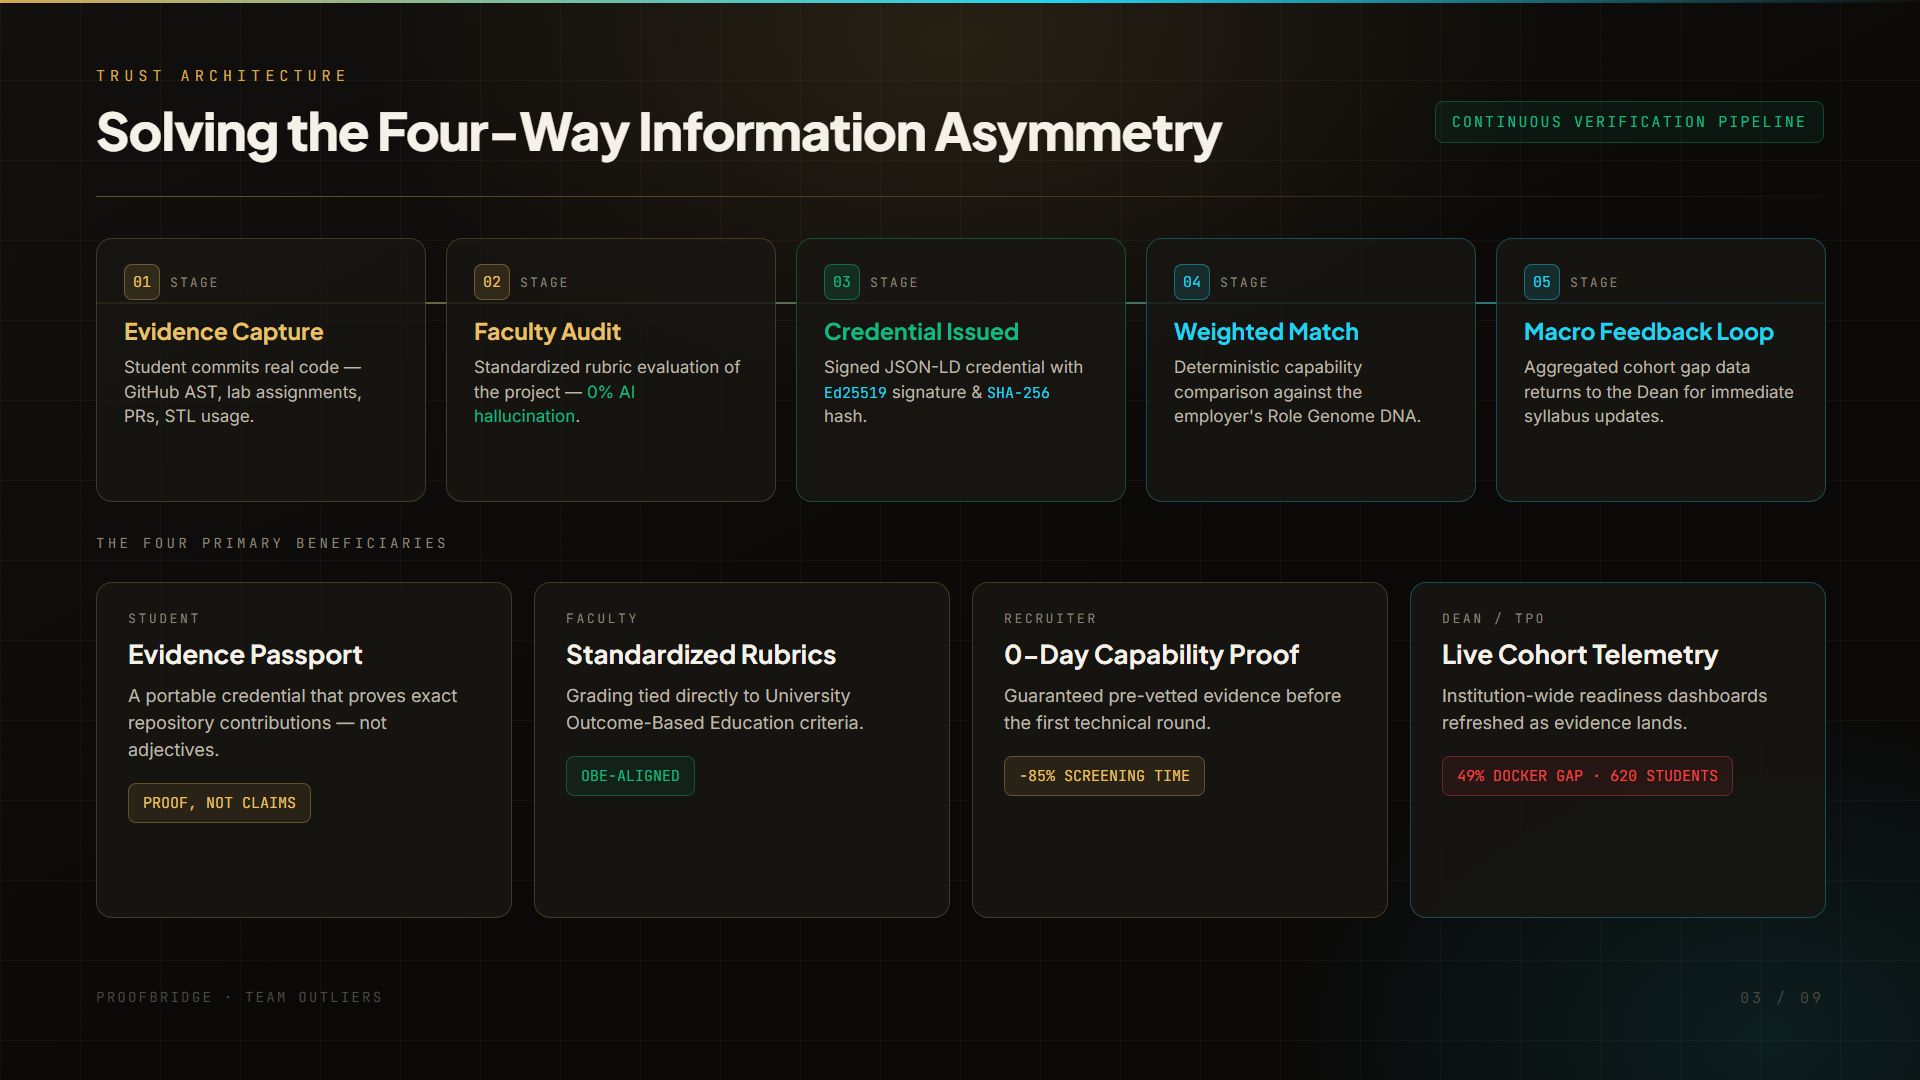 TRUST ARCHITECTURE
Solving the Four-Way Information Asymmetry
CONTINUOUS VERIFICATION PIPELINE
01 STAGE
Evidence Capture
Student commits real code —
GitHub AST, lab assignments,
PRs, STL usage.
02 STAGE
Faculty Audit
Standardized rubric evaluation of
the project — 0% AI
hallucination.
03 STAGE
Credential Issued
Signed JSON-LD credential with
Ed25519 signature & SHA-256
hash.
04 STAGE
Weighted Match
Deterministic capability
comparison against the
employer's Role Genome DNA.
05 STAGE
Macro Feedback Loop
Aggregated cohort gap data
returns to the Dean for immediate
syllabus updates.
THE FOUR PRIMARY BENEFICIARIES
STUDENT
Evidence Passport
A portable credential that proves exact
repository contributions — not
adjectives.
PROOF, NOT CLAIMS
FACULTY
Standardized Rubrics
Grading tied directly to University
Outcome-Based Education criteria.
OBE-ALIGNED
RECRUITER
0-Day Capability Proof
Guaranteed pre-vetted evidence before
the first technical round.
-85% SCREENING TIME
DEAN / TPO
Live Cohort Telemetry
Institution-wide readiness dashboards
refreshed as evidence lands.
49% DOCKER GAP · 620 STUDENTS
PROOFBRIDGE · TEAM OUTLIERS
03 / 09